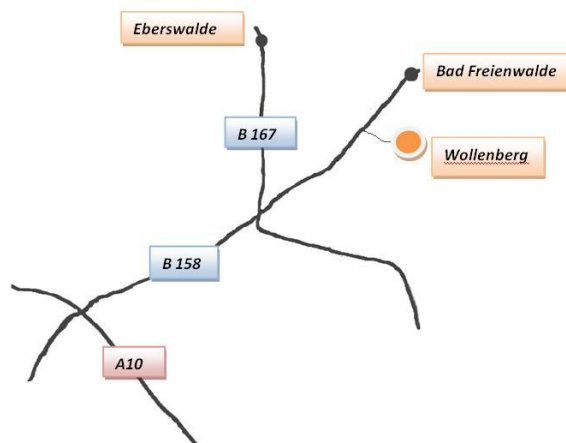 Eberswalde
Bad Freienwalde
B 167
Wollenberg
B 158
A10